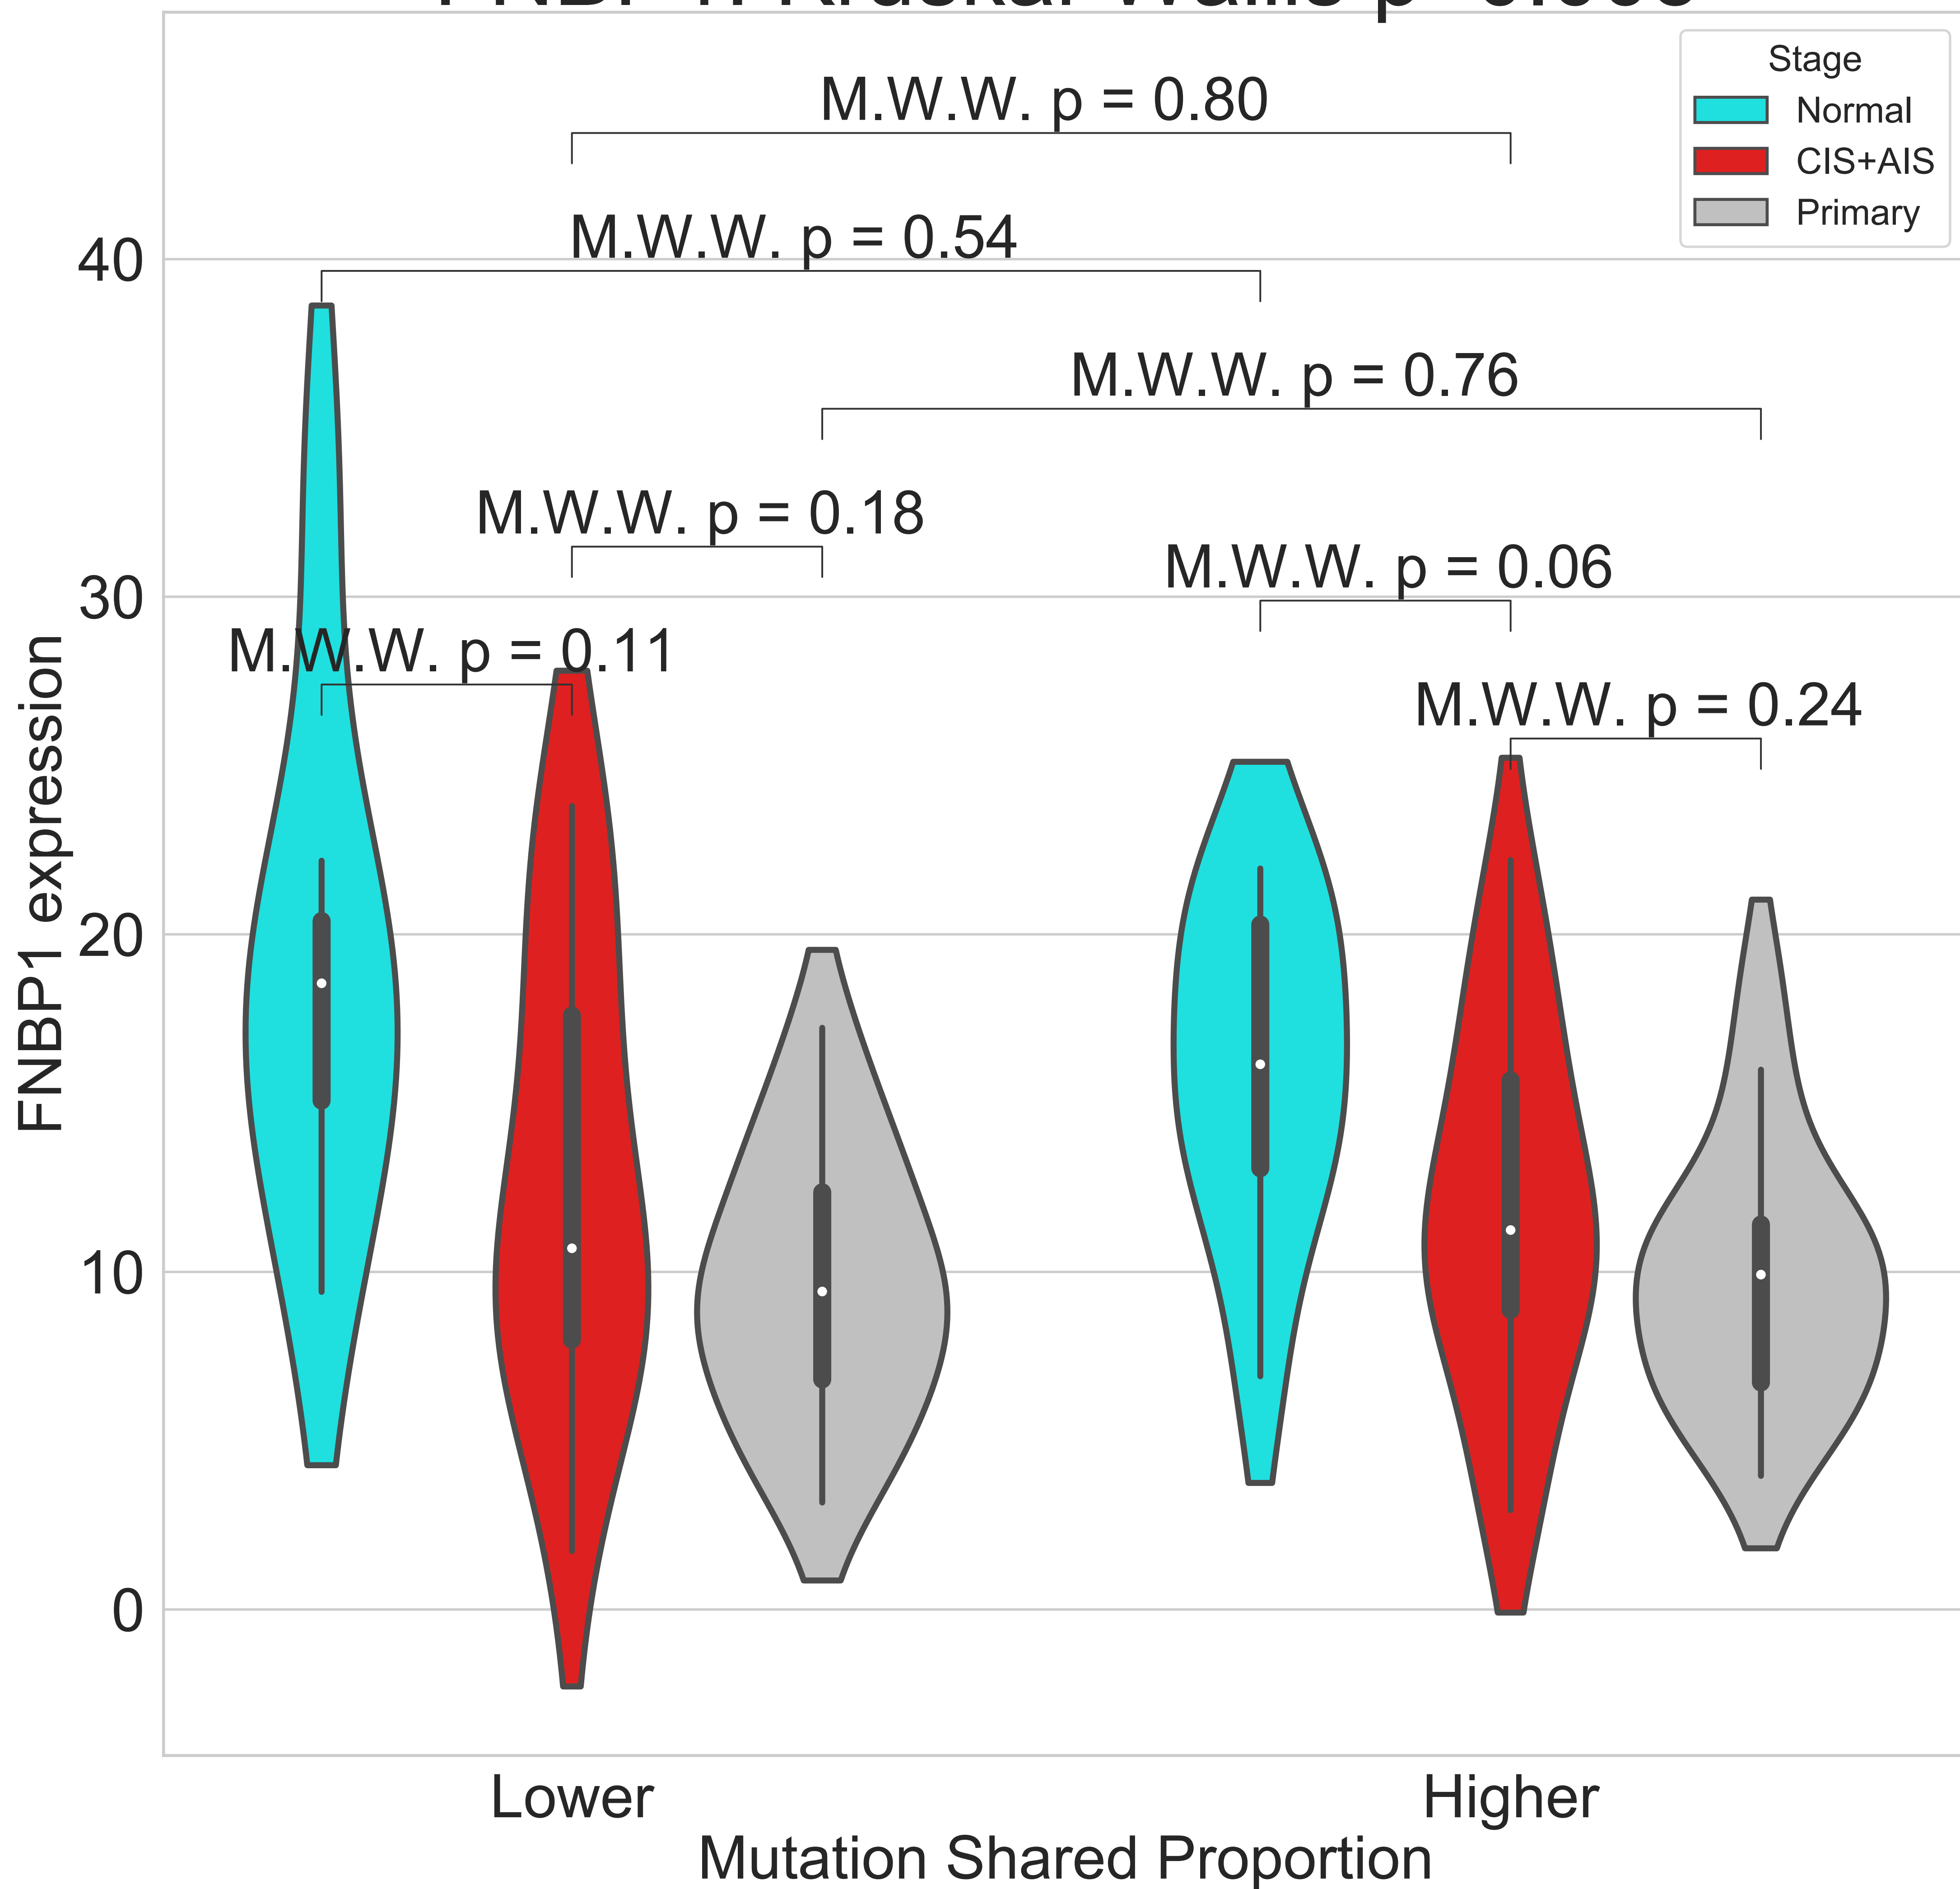 Stage
Normal
CIS+AIS
Primary
M.W.W. p = 0.80
M.W.W. p = 0.54
M.W.W. p = 0.76
M.W.W. p = 0.18
M.W.W. p = 0.06
M.W.W. p = 0.11
M.W.W. p = 0.24
40
30
20
10
0
FNBP1 expression
Lower
Higher
Mutation Shared Proportion